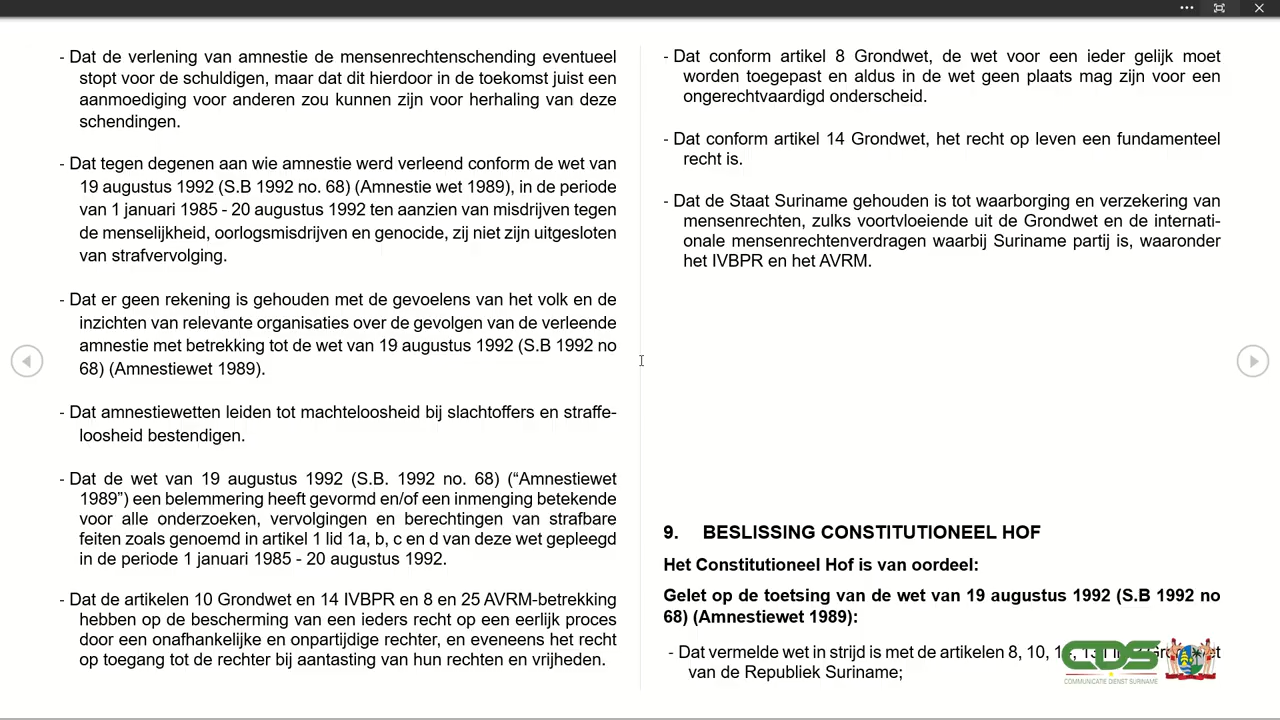 - Dat de verlening van amnestie de mensenrechtenschending eventueel
stopt voor de schuldigen, maar dat dit hierdoor in de toekomst juist een
aanmoediging voor anderen zou kunnen zijn voor herhaling van deze
schendingen.
- Dat tegen degenen aan wie amnestie werd verleend conform de wet van
19 augustus 1992 (S.B 1992 no. 68) (Amnestie wet 1989), in de periode
van 1 januari 1985 - 20 augustus 1992 ten aanzien van misdrijven tegen
de menselijkheid, oorlogsmisdrijven en genocide, zij niet zijn uitgesloten
van strafvervolging.
- Dat er geen rekening is gehouden met de gevoelens van het volk en de
inzichten van relevante organisaties over de gevolgen van de verleende
amnestie met betrekking tot de wet van 19 augustus 1992 (S.B 1992 no
68) (Amnestiewet 1989).
- Dat amnestiewetten leiden tot machteloosheid bij slachtoffers en straffe-
loosheid bestendigen.
- Dat de wet van 19 augustus 1992 (S.B. 1992 no. 68) (“Amnestiewet
1989”) een belemmering heeft gevormd en/of een inmenging betekende
voor alle onderzoeken, vervolgingen en berechtingen van strafbare
feiten zoals genoemd in artikel 1 lid 1a, b, c en d van deze wet gepleegd
in de periode 1 januari 1985 - 20 augustus 1992.
- Dat de artikelen 10 Grondwet en 14 IVBPR en 8 en 25 AVRM-betrekking
hebben op de bescherming van een ieders recht op een eerlijk proces
door een onafhankelijke en onpartijdige rechter, en eveneens het recht
op toegang tot de rechter bij aantasting van hun rechten en vrijheden.
- Dat conform artikel 8 Grondwet, de wet voor een ieder gelijk moet
worden toegepast en aldus in de wet geen plaats mag zijn voor een
ongerechtvaardigd onderscheid.
- Dat conform artikel 14 Grondwet, het recht op leven een fundamenteel
recht is.
- Dat de Staat Suriname gehouden is tot waarborging en verzekering van
mensenrechten, zulks voortvloeiende uit de Grondwet en de internati-
onale mensenrechtenverdragen waarbij Suriname partij is, waaronder
het IVBPR en het AVRM.
9. BESLISSING CONSTITUTIONEEL HOF
Het Constitutioneel Hof is van oordeel:
Gelet op de toetsing van de wet van 19 augustus 1992 (S.B 1992 no
68) (Amnestiewet 1989):
- Dat vermelde wet in strijd is met de artikelen 8, 10,
van de Republiek Suriname;
CDS
COMMUNICATIE DIENST SURINAME